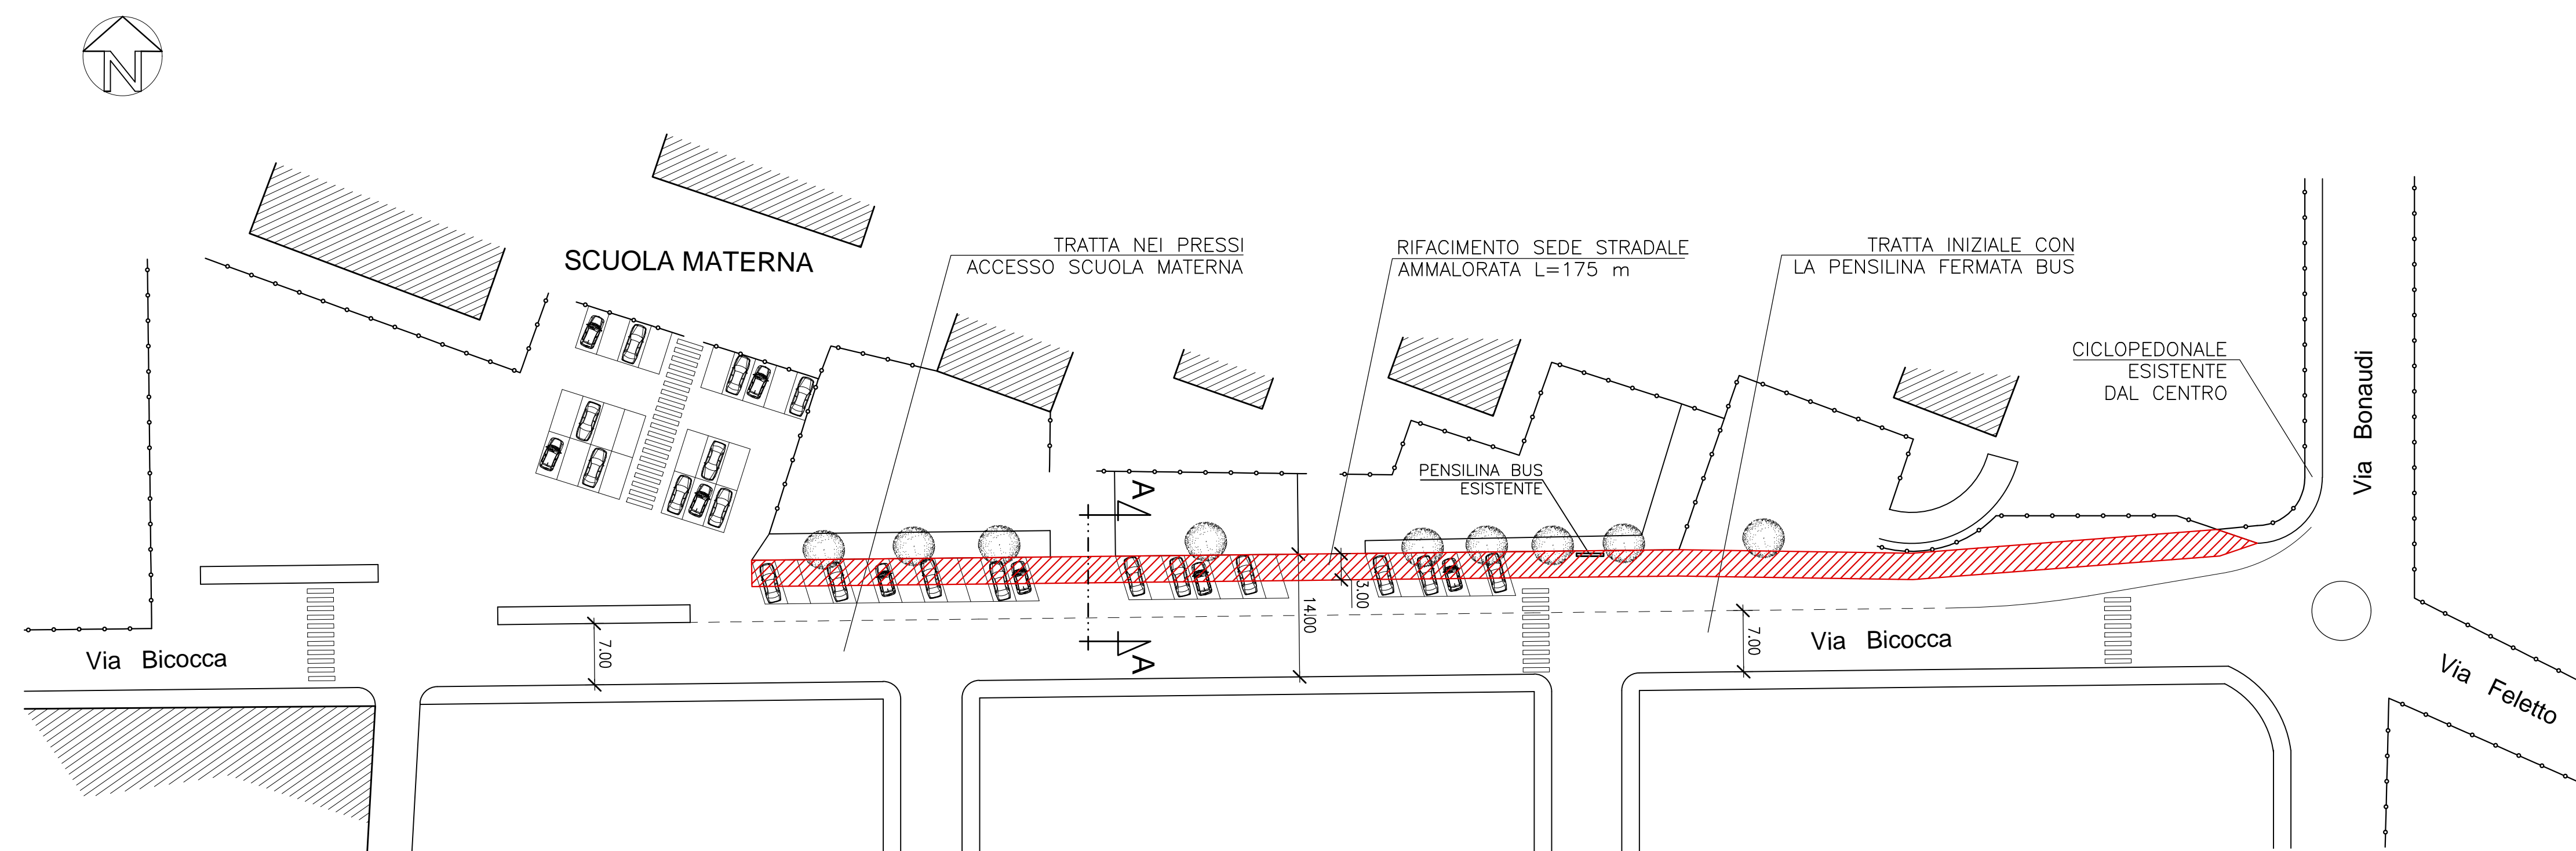 N
SCUOLA MATERNA
TRATTA NEI PRESSI
ACCESSO SCUOLA MATERNA
RIFACIMENTO SEDE STRADALE
AMMALORATA L=175 m
TRATTA INIZIALE CON
LA PENSILINA FERMATA BUS
CICLOPEDONALE
ESISTENTE
DAL CENTRO
Via Bonaudi
PENSILINA BUS
ESISTENTE
A
3.00
14.00
7.00
7.00
A
Via Bicocca
Via Bicocca
Via Feletto